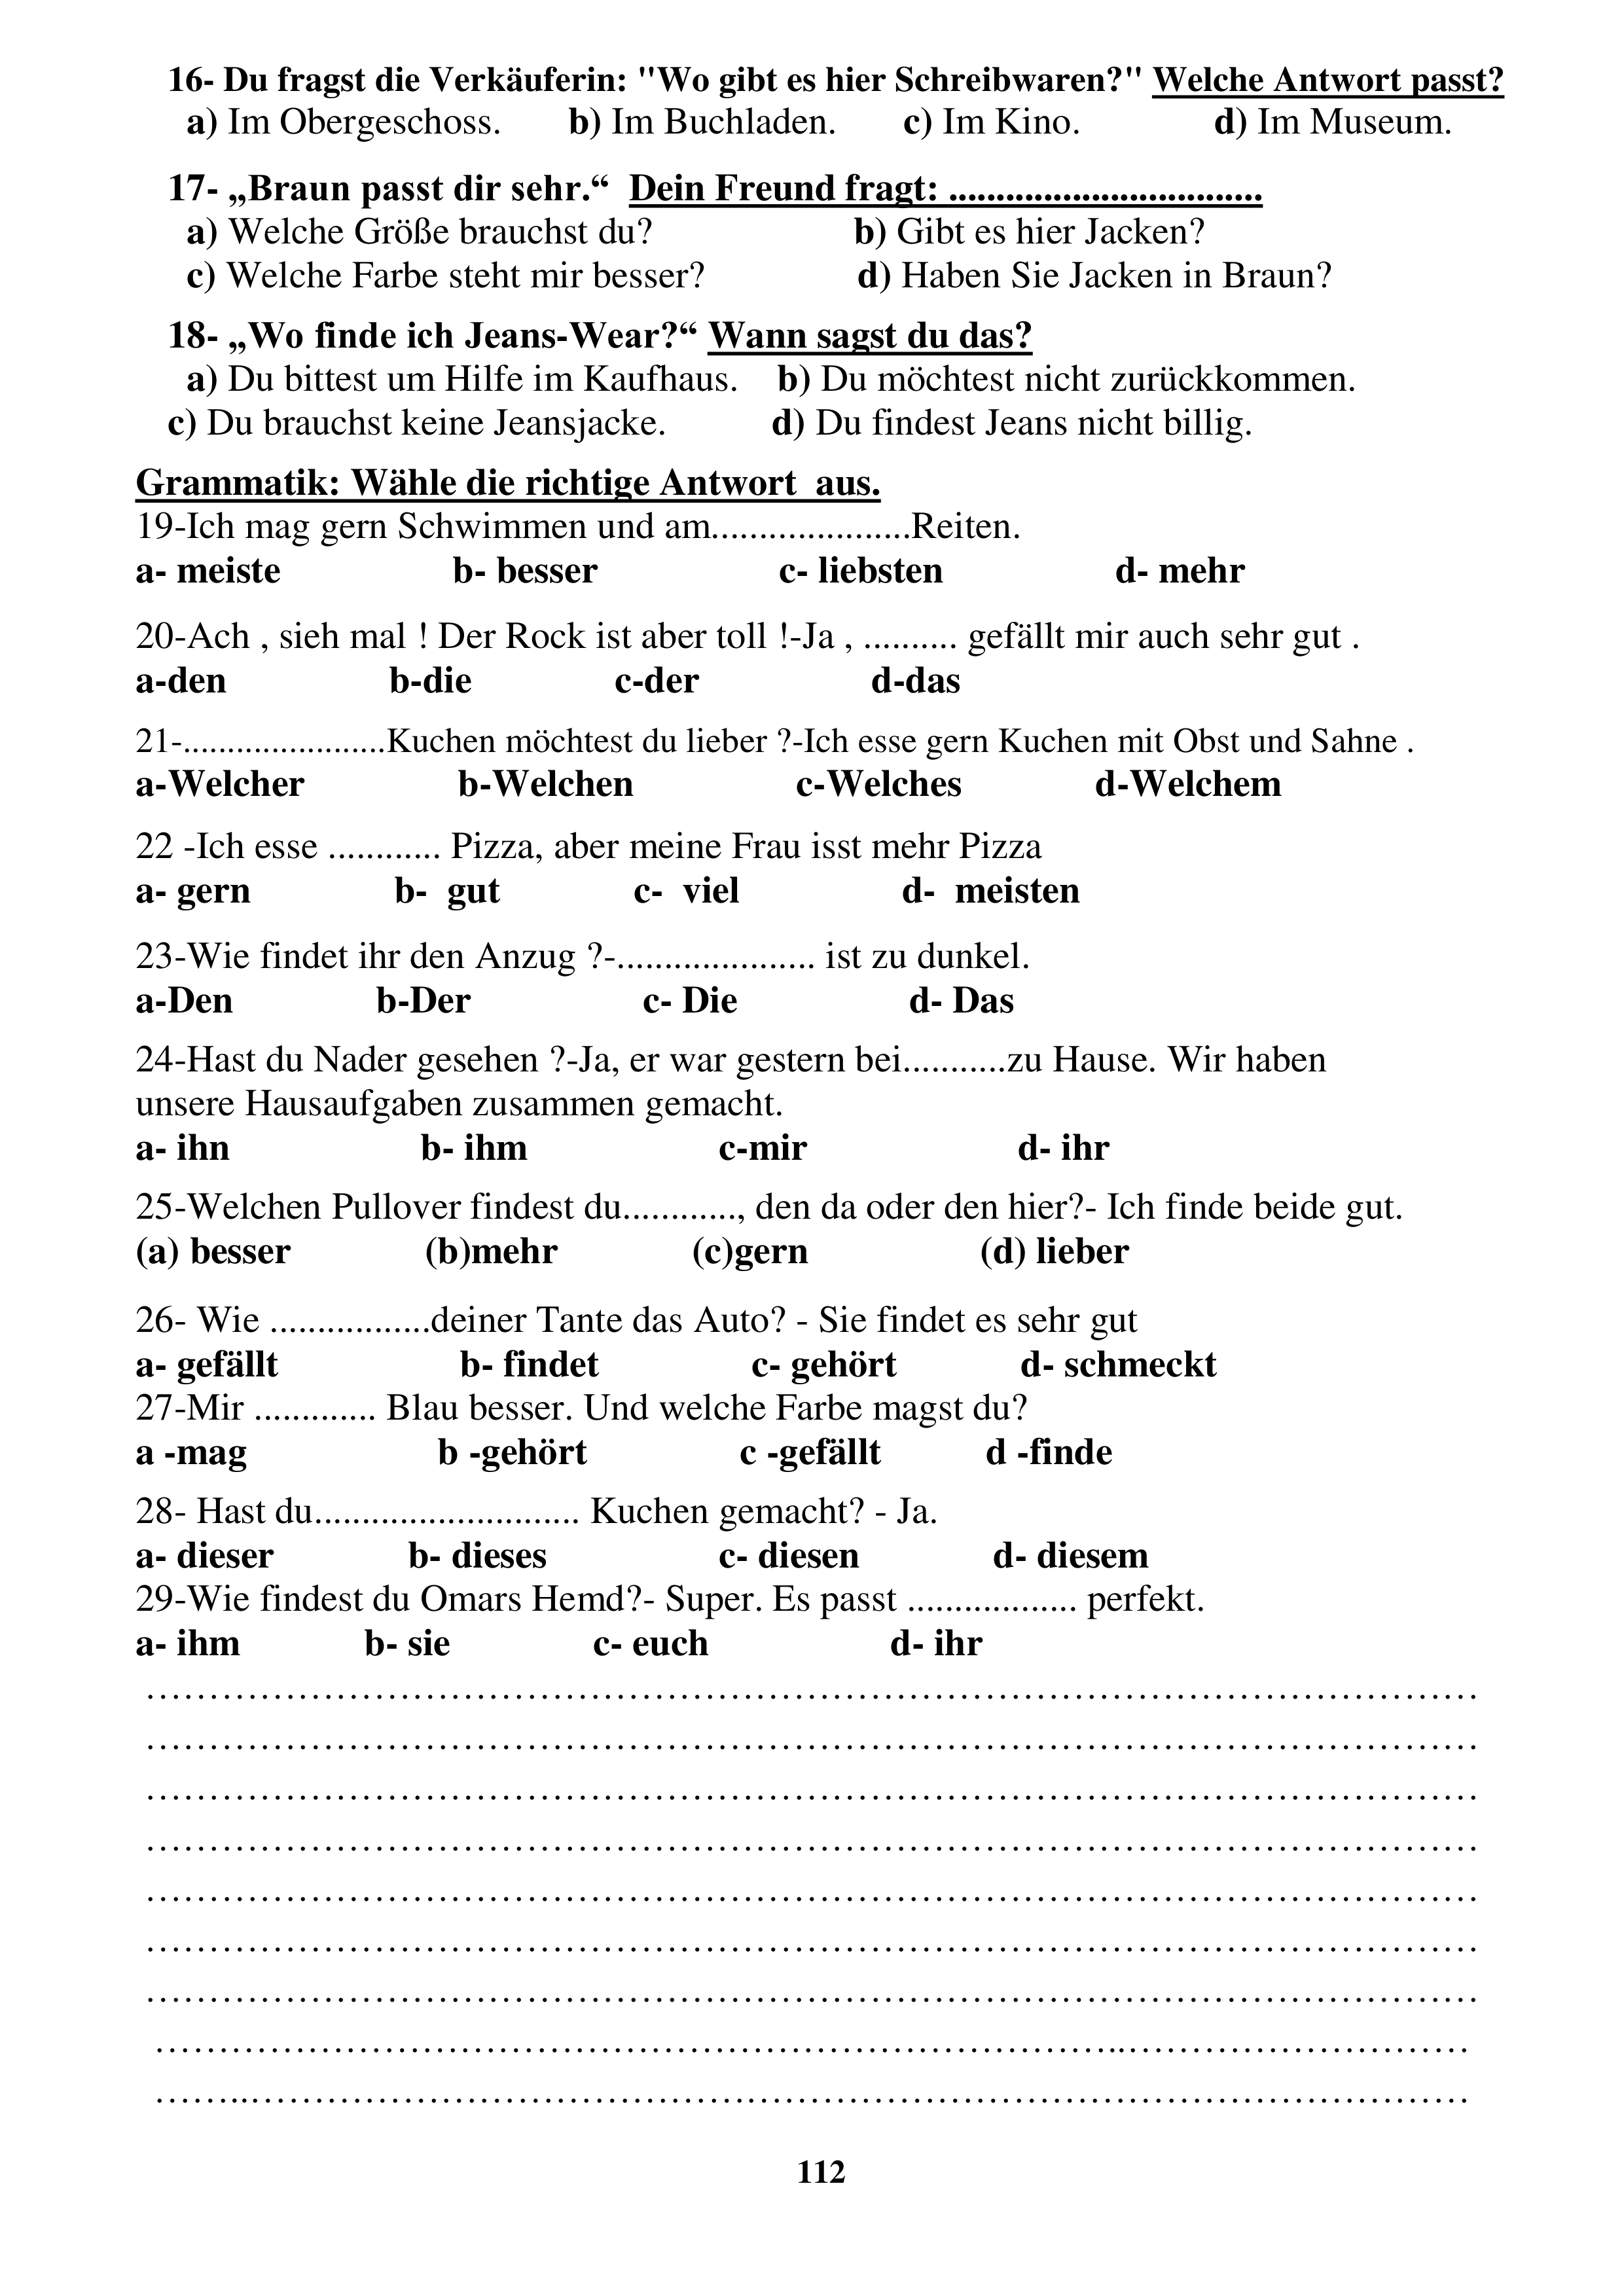 16- Du fragst die Verkäuferin: "Wo gibt es hier Schreibwaren?" Welche Antwort passt?
a) Im Obergeschoss. b) Im Buchladen. c) Im Kino. d) Im Museum.
17- „Braun passt dir sehr.“ Dein Freund fragt: .................................
a) Welche Größe brauchst du? b) Gibt es hier Jacken?
c) Welche Farbe steht mir besser? d) Haben Sie Jacken in Braun?
18- „Wo finde ich Jeans-Wear?“ Wann sagst du das?
a) Du bittest um Hilfe im Kaufhaus. b) Du möchtest nicht zurückkommen.
c) Du brauchst keine Jeansjacke. d) Du findest Jeans nicht billig.
Grammatik: Wähle die richtige Antwort aus.
19-Ich mag gern Schwimmen und am.....................Reiten.
a- meiste b- besser c- liebsten d- mehr
20-Ach , sieh mal ! Der Rock ist aber toll !-Ja , .......... gefällt mir auch sehr gut .
a-den b-die c-der d-das
21-.......................Kuchen möchtest du lieber ?-Ich esse gern Kuchen mit Obst und Sahne .
a-Welcher b-Welchen c-Welches d-Welchem
22 -Ich esse ............ Pizza, aber meine Frau isst mehr Pizza
a- gern b- gut c- viel d- meisten
23-Wie findet ihr den Anzug ?-..................... ist zu dunkel.
a-Den b-Der c- Die d- Das
24-Hast du Nader gesehen ?-Ja, er war gestern bei...........zu Hause. Wir haben
unsere Hausaufgaben zusammen gemacht.
a- ihn b- ihm c-mir d- ihr
25-Welchen Pullover findest du............, den da oder den hier?- Ich finde beide gut.
(a) besser (b)mehr (c)gern (d) lieber
26- Wie .................deiner Tante das Auto? - Sie findet es sehr gut
a- gefällt b- findet c- gehört d- schmeckt
27-Mir ............. Blau besser. Und welche Farbe magst du?
a -mag b -gehört c -gefällt d -finde
28- Hast du............................ Kuchen gemacht? - Ja.
a- dieser b- dieses c- diesen d- diesem
29-Wie findest du Omars Hemd?- Super. Es passt .................. perfekt.
a- ihm b- sie c- euch d- ihr
……………………………………………………………………………………………
……………………………………………………………………………………………
……………………………………………………………………………………………
……………………………………………………………………………………………
……………………………………………………………………………………………
……………………………………………………………………………………………
……………………………………………………………………………………………
…………………………………………………………………..………………………
……..……………………………………………………………………………………
112